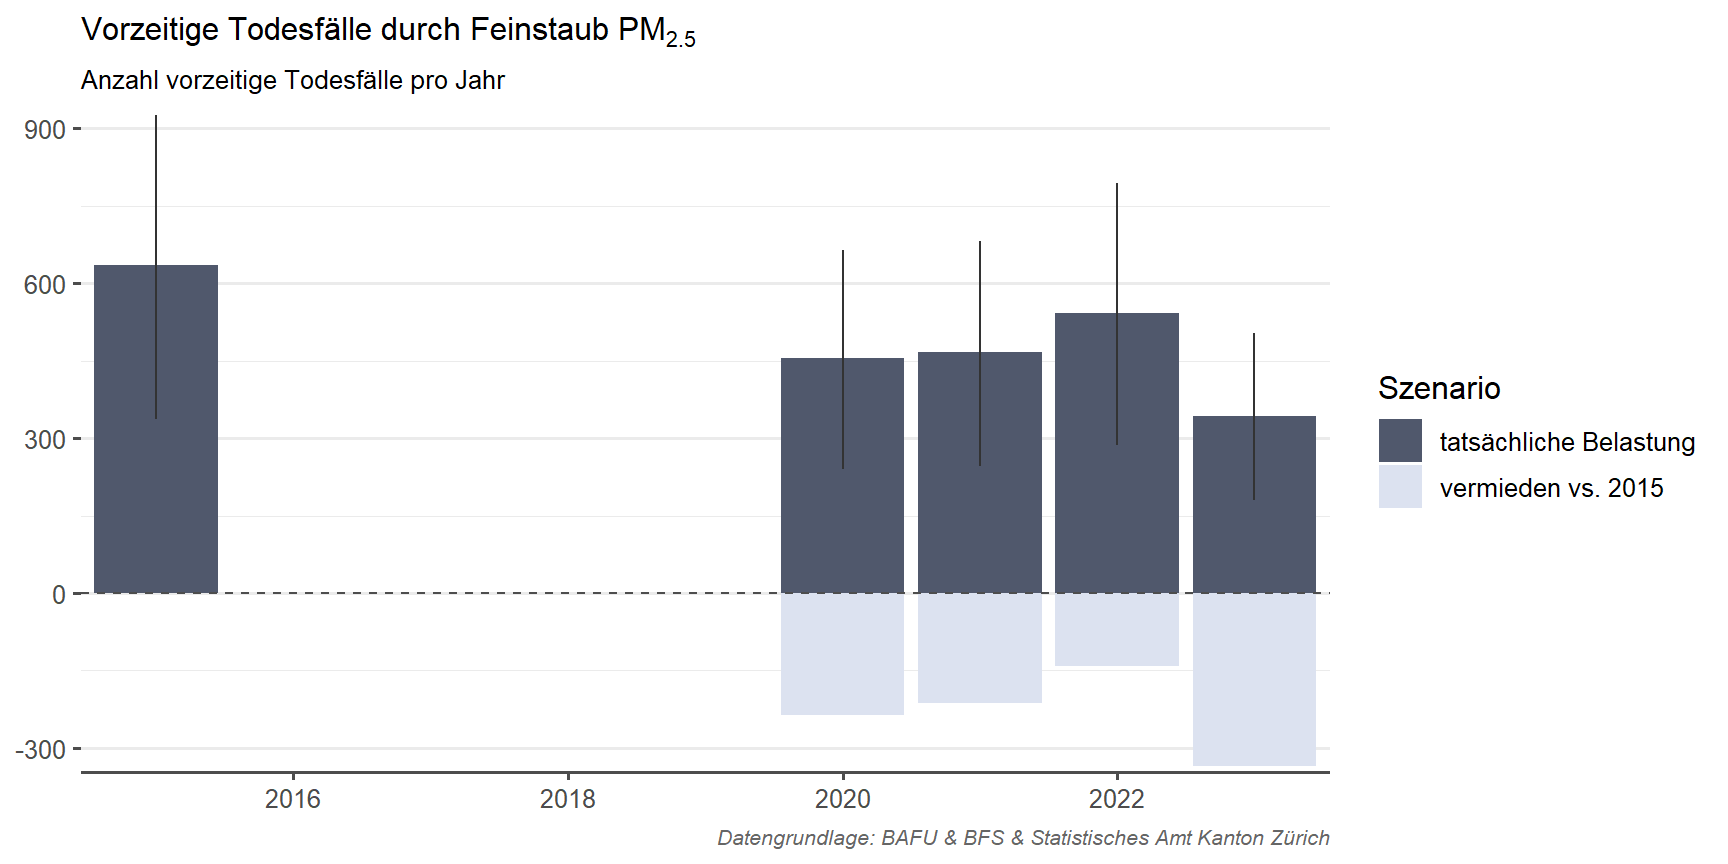 Vorzeitige Todesfälle durch Feinstaub PM2.5
Anzahl vorzeitige Todesfälle pro Jahr
900
600
300
0
-300
2016
2018
2020
2022
Szenario
tatsächliche Belastung
vermieden vs. 2015
Datengrundlage: BAFU & BFS & Statistisches Amt Kanton Zürich